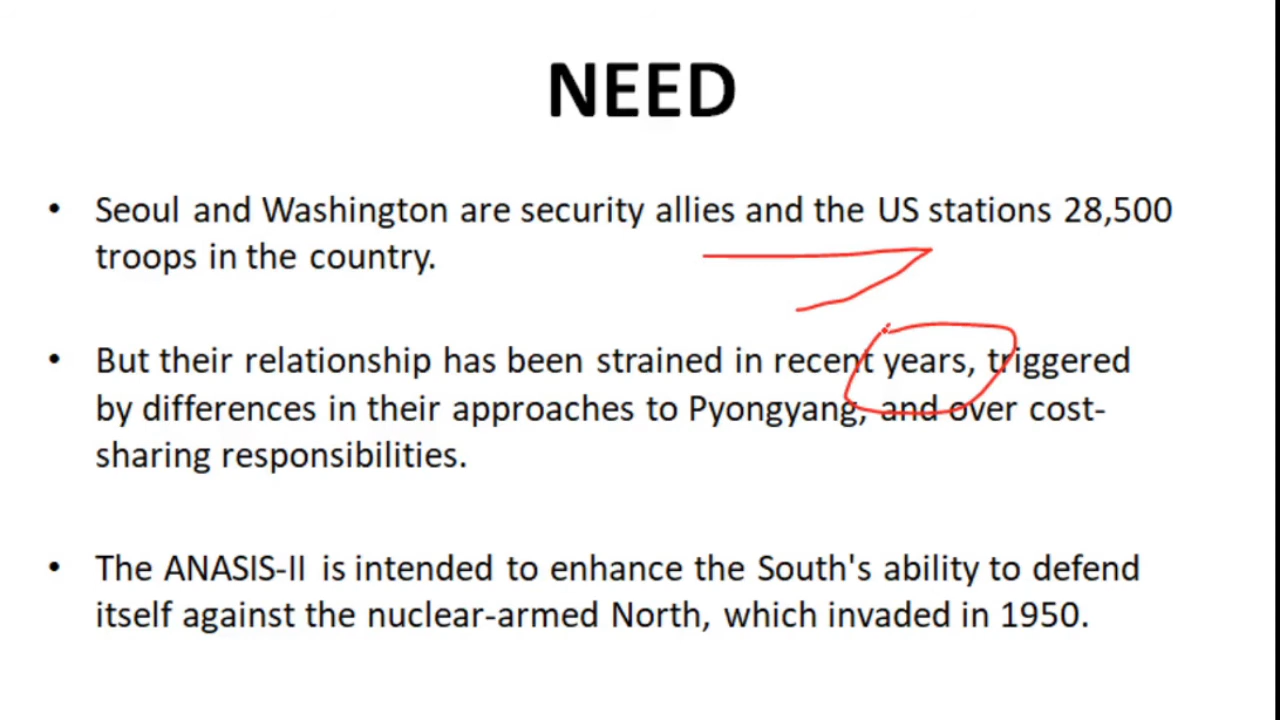 NEED
• Seoul and Washington are security allies and the US stations 28,500
troops in the country.
• But their relationship has been strained in recent years, triggered
by differences in their approaches to Pyongyang, and over cost-
sharing responsibilities.
• The ANASIS-II is intended to enhance the South's ability to defend
itself against the nuclear-armed North, which invaded in 1950.